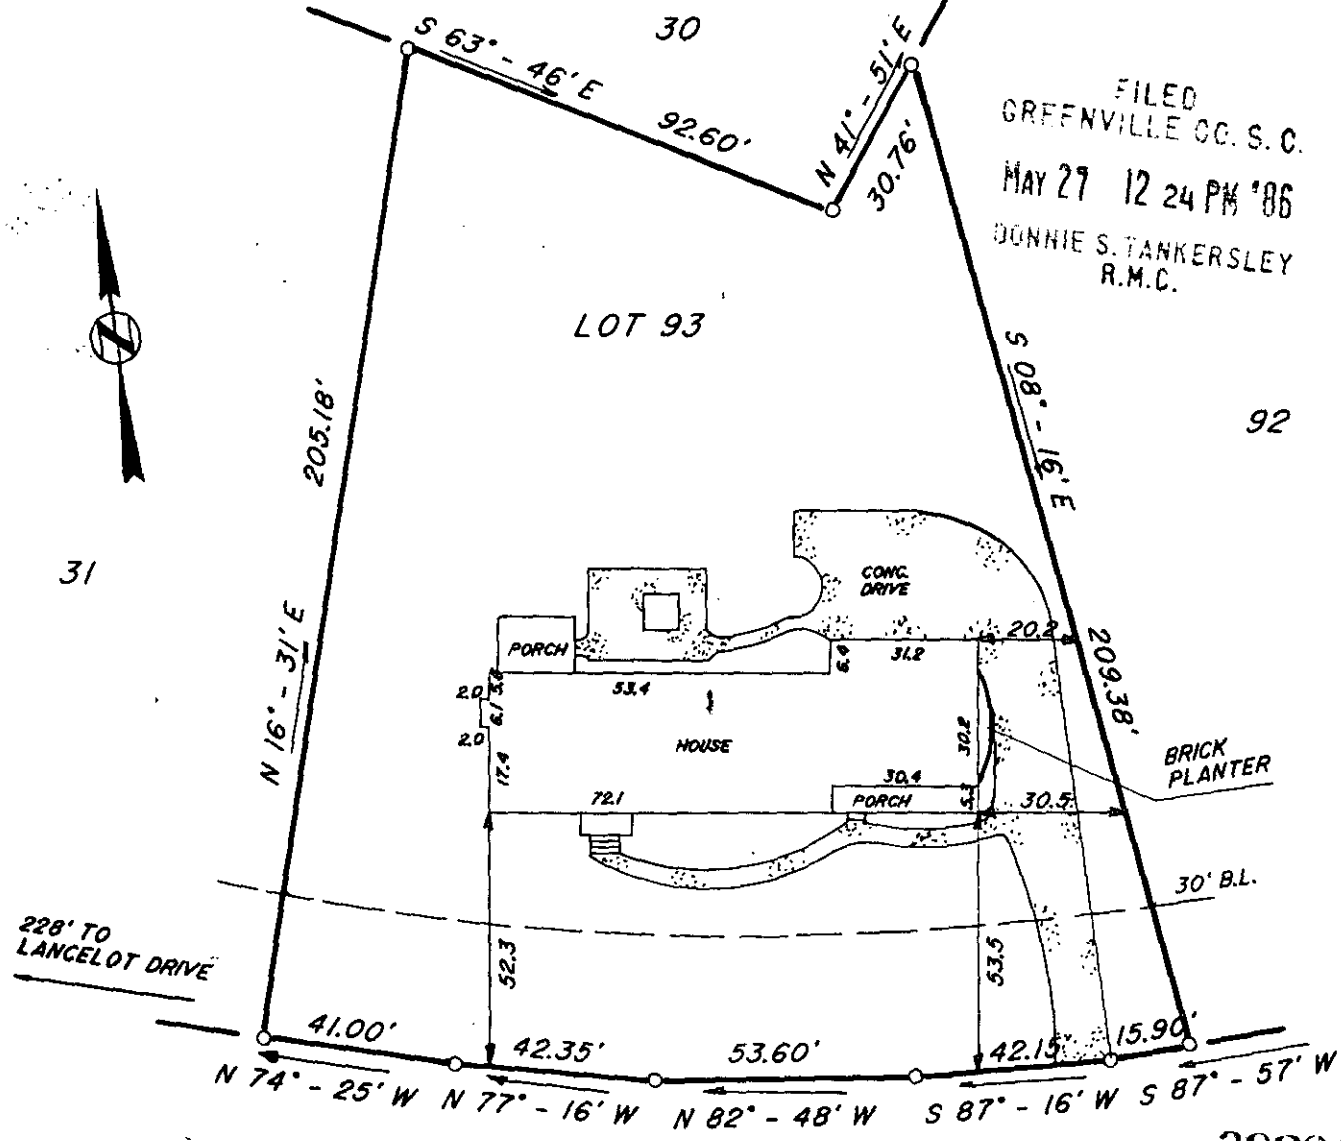 30
S 63° - 46' E
92.60'
N 41° - 51' E
30.76'
FILED
GREENVILLE CO. S. C.
MAY 27 12 24 PM '86
DONNIE S. TANKERSLEY
R.M.C.
LOT 93
S 08° - 16' E
205.18'
92
31
CONC.
DRIVE
N 16° - 31' E
PORCH
6.4
31.2
20.2
209.38'
2.0
53.4
6.1
2.0
HOUSE
30.2
BRICK
PLANTER
17.4
30.4
72.1
PORCH
5.3
30.5
30' B.L.
228' TO
LANCELOT DRIVE
52.3
53.5
41.00'
42.35'
53.60'
42.15'
15.90'
N 74° - 25' W
N 77° - 16' W
N 82° - 48' W
S 87° - 16' W
S 87° - 57' W